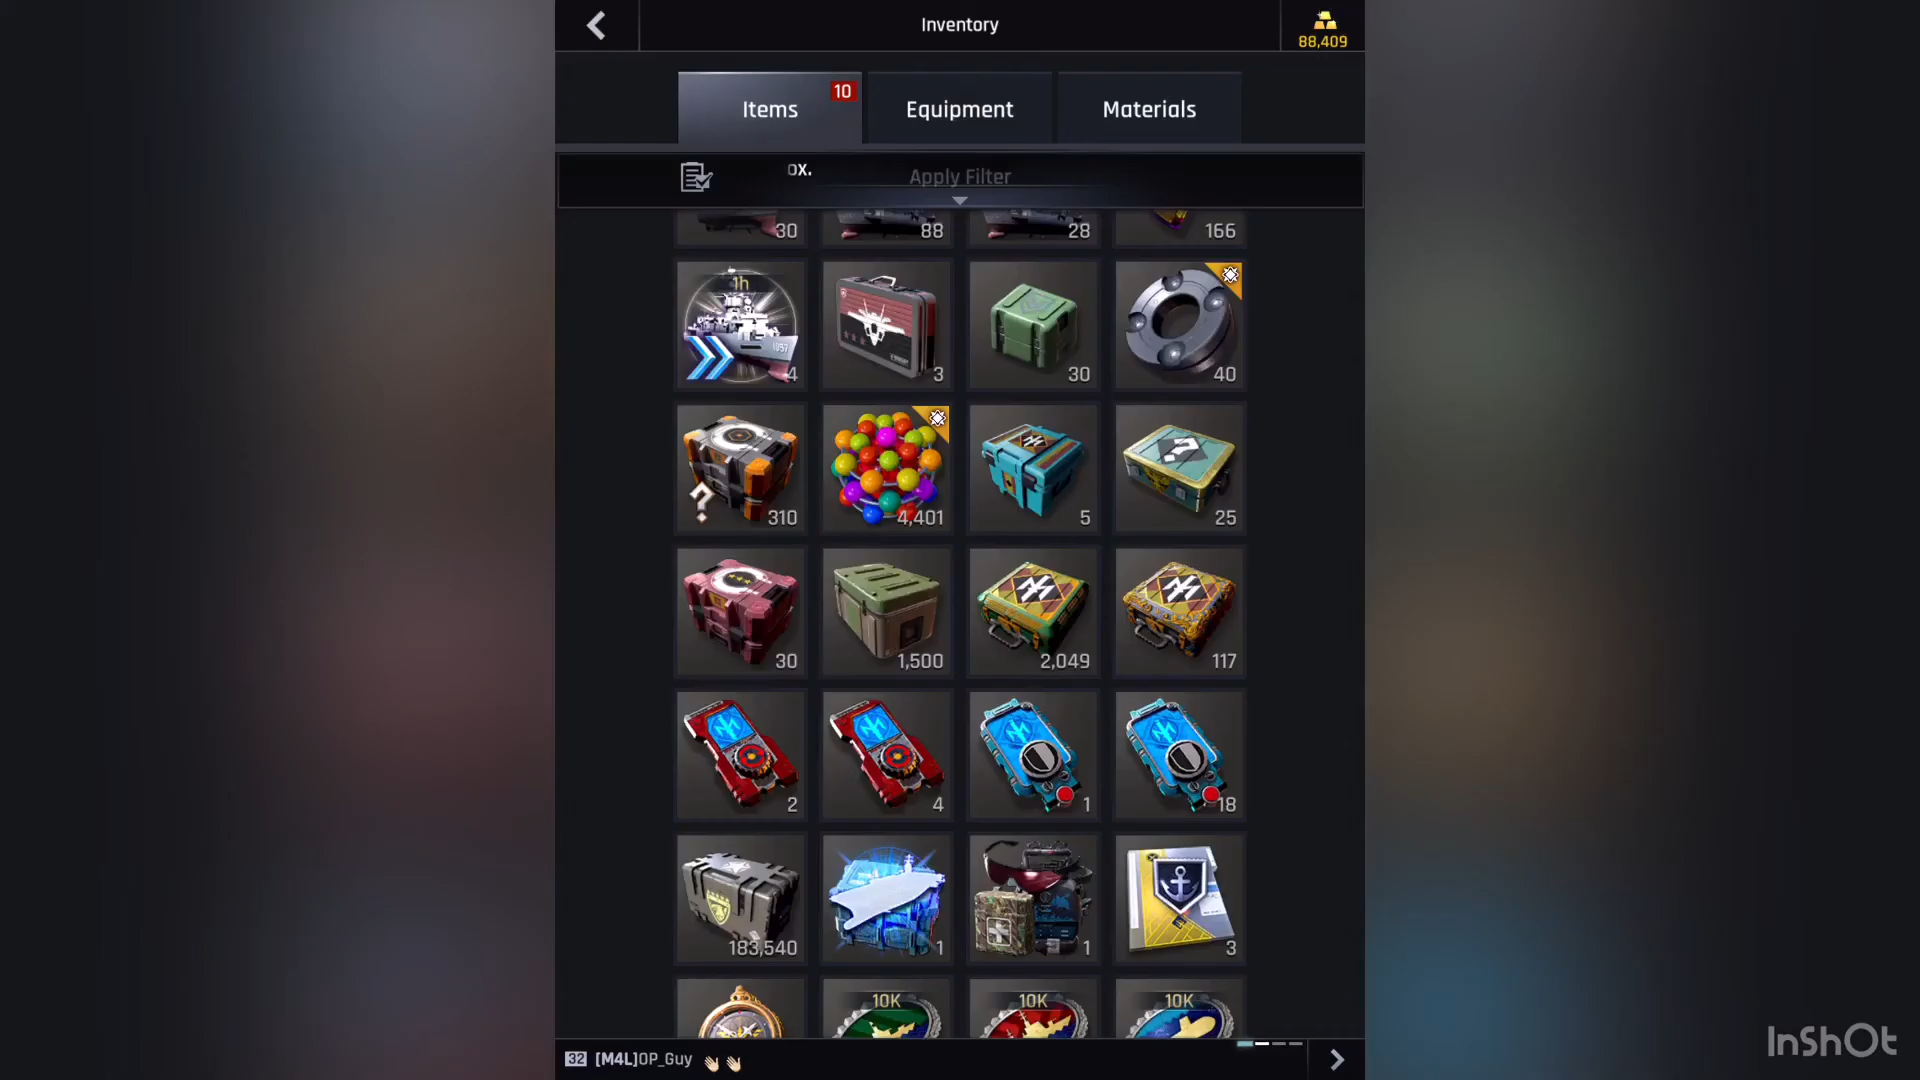 Inventory
88,409
Items
10
Equipment
Materials
ox.
Apply Filter
30
88
28
166
1h
4
3
30
40
310
4,401
5
25
30
1,500
2,049
117
2
4
1
18
183,540
1
1
3
10K
10K
10K
32 [M4L]OP_Guy 👋🏻 👋🏻
InShOt